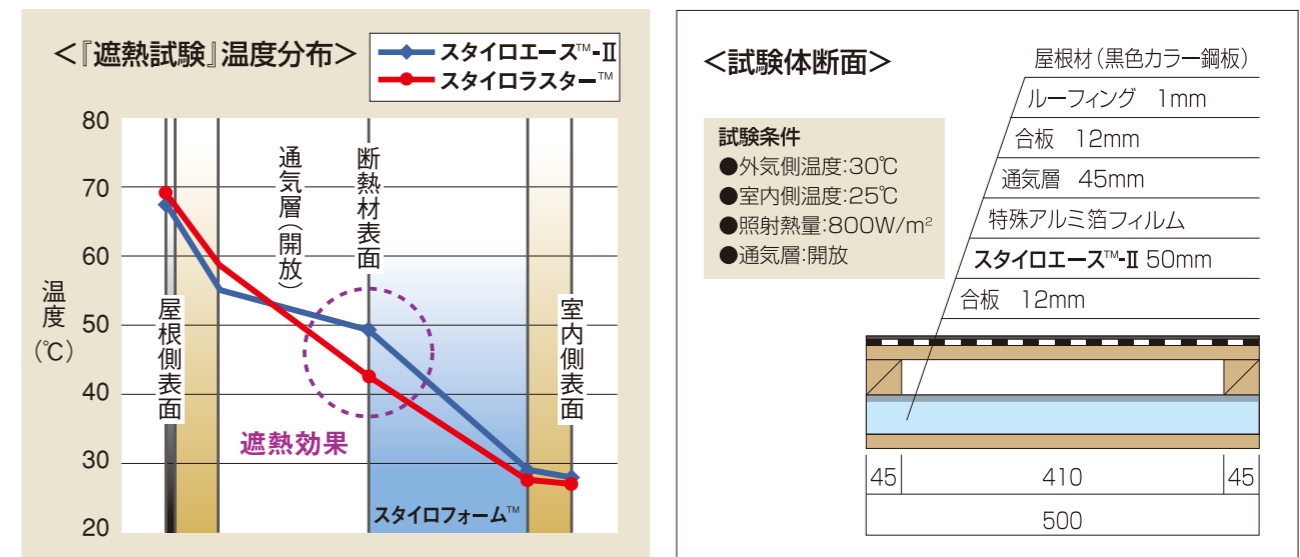 <『遮熱試験』温度分布>
スタイロエース™-Ⅱ
スタイロラスター™
80
70
60
50
40
30
20
温度
(℃)
屋根側表面
通気層(開放)
断熱材表面
室内側表面
遮熱効果
スタイロフォーム™
<試験体断面>
試験条件
●外気側温度:30℃
●室内側温度:25℃
●照射熱量:800W/m²
●通気層:開放
屋根材(黒色カラー鋼板)
ルーフィング 1mm
合板 12mm
通気層 45mm
特殊アルミ箔フィルム
スタイロエース™-Ⅱ 50mm
合板 12mm
45
410
45
500